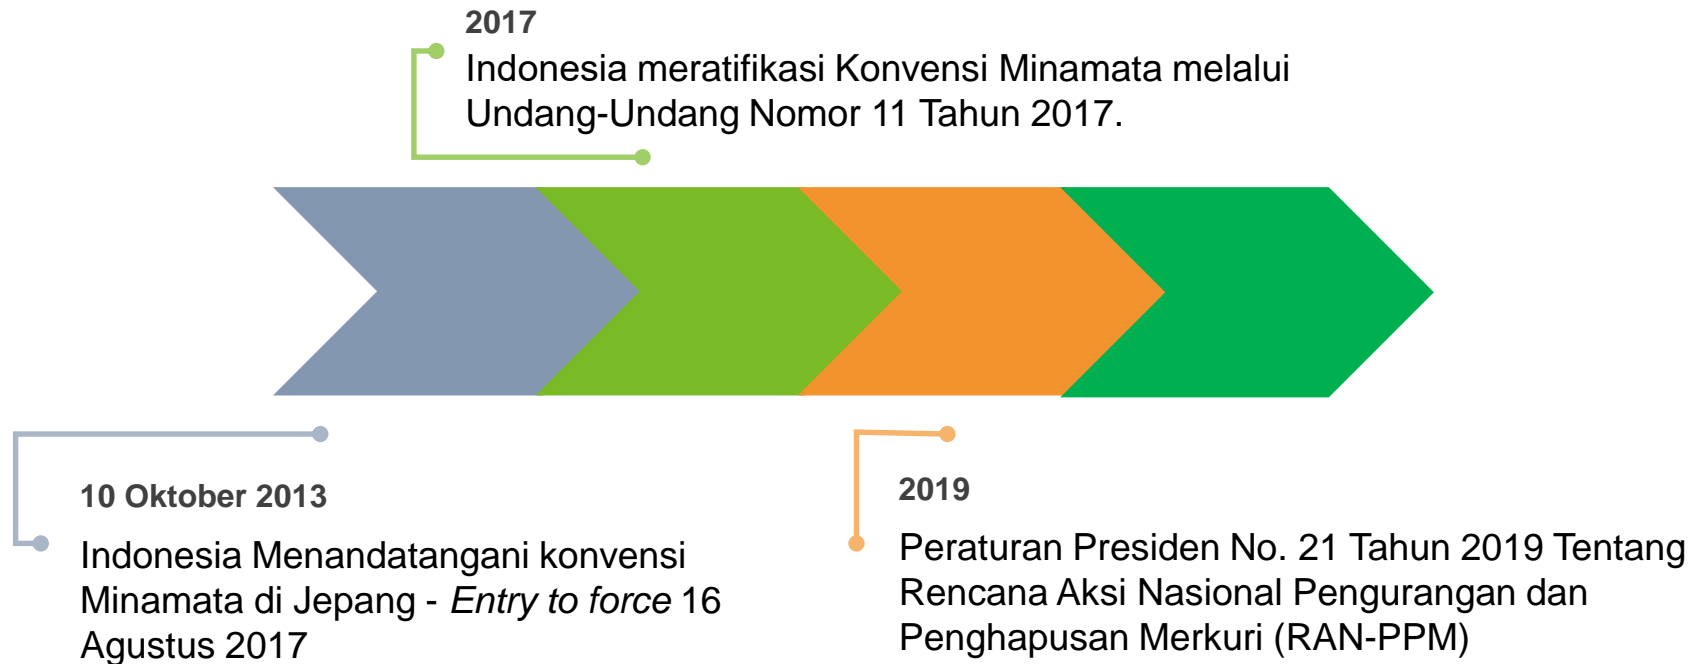 2017
Indonesia meratifikasi Konvensi Minamata melalui
Undang-Undang Nomor 11 Tahun 2017.
10 Oktober 2013
Indonesia Menandatangani konvensi
Minamata di Jepang - Entry to force 16
Agustus 2017
2019
Peraturan Presiden No. 21 Tahun 2019 Tentang
Rencana Aksi Nasional Pengurangan dan
Penghapusan Merkuri (RAN-PPM)